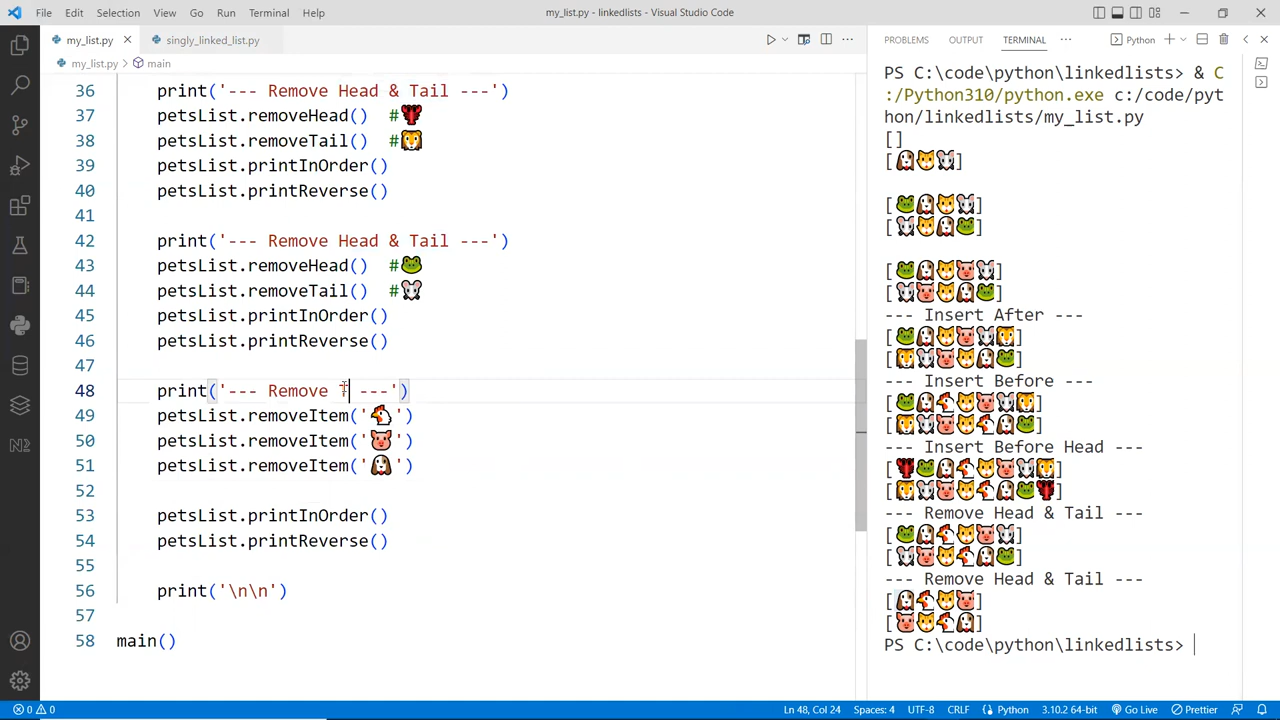 File Edit Selection View Go Run Terminal Help my_list.py - linkedlists - Visual Studio Code
my_list.py singly_linked_list.py
my_list.py > main
36 print('--- Remove Head & Tail ---')
37 petsList.removeHead() #🦞
38 petsList.removeTail() #🐯
39 petsList.printInOrder()
40 petsList.printReverse()
41
42 print('--- Remove Head & Tail ---')
43 petsList.removeHead() #🐸
44 petsList.removeTail() #🐭
45 petsList.printInOrder()
46 petsList.printReverse()
47
48 print('--- Remove ---')
49 petsList.removeItem('🐔')
50 petsList.removeItem('🐷')
51 petsList.removeItem('🐶')
52
53 petsList.printInOrder()
54 petsList.printReverse()
55
56 print('\n\n')
57
58 main()
PROBLEMS OUTPUT TERMINAL Python
PS C:\code\python\linkedlists> & C
:/Python310/python.exe c:/code/pyt
hon/linkedlists/my_list.py
[]
[🐶🐱🐭]
[🐸🐶🐱🐭]
[🐭🐱🐶🐸]
[🐸🐶🐱🐷🐭]
[🐭🐷🐱🐶🐸]
--- Insert After ---
[🐸🐶🐱🐷🐭🐯]
[🐯🐭🐷🐱🐶🐸]
--- Insert Before ---
[🐸🐶🐔🐱🐷🐭🐯]
[🐯🐭🐷🐱🐔🐶🐸]
--- Insert Before Head ---
[🦞🐸🐶🐔🐱🐷🐭🐯]
[🐯🐭🐷🐱🐔🐶🐸🦞]
--- Remove Head & Tail ---
[🐸🐶🐔🐱🐷🐭]
[🐭🐷🐱🐔🐶🐸]
--- Remove Head & Tail ---
[🐶🐔🐱🐷]
[🐷🐱🐔🐶]
PS C:\code\python\linkedlists>
0 0 Ln 48, Col 24 Spaces: 4 UTF-8 CRLF Python 3.10.2 64-bit Go Live Prettier